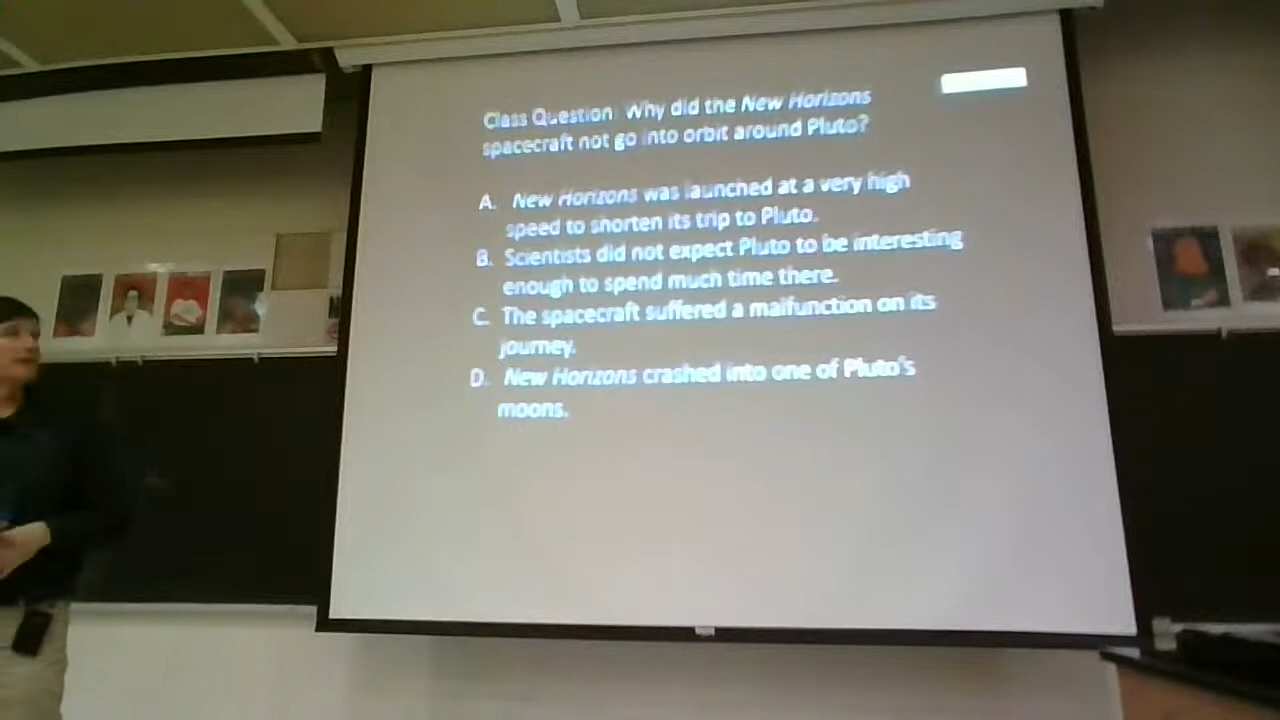 Class Question: Why did the New Horizons
spacecraft not go into orbit around Pluto?
A. New Horizons was launched at a very high
speed to shorten its trip to Pluto.
B. Scientists did not expect Pluto to be interesting
enough to spend much time there.
C. The spacecraft suffered a malfunction on its
journey.
D. New Horizons crashed into one of Pluto's
moons.